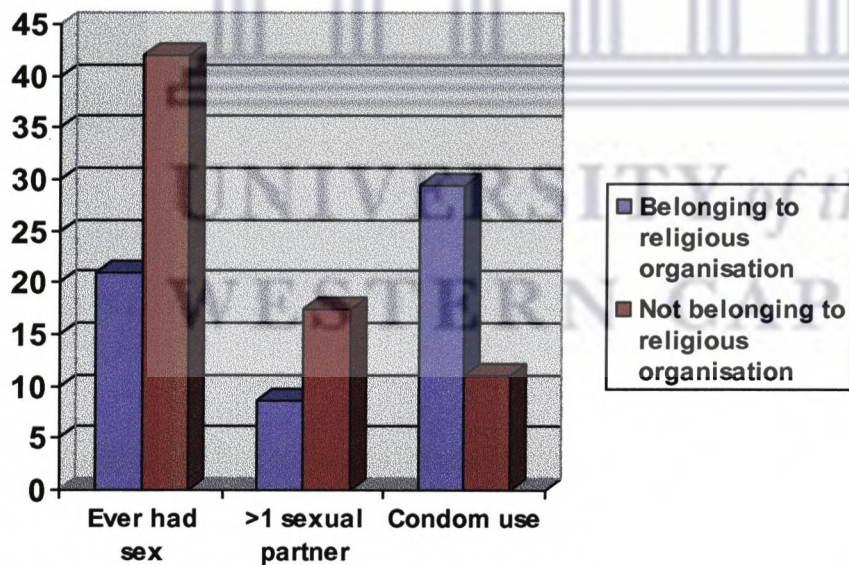 45
40
35
30
25
20
15
10
5
0
Ever had
sex
>1 sexual
partner
Condom use
Belonging to
religious
organisation
Not belonging to
religious
organisation
UNIVERSITY of th
WESTERN CAP